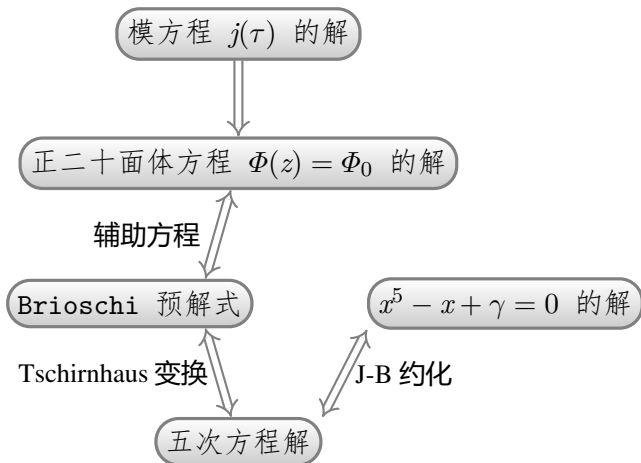 模方程 j(τ) 的解
正二十面体方程 Φ(z) = Φ₀ 的解
辅助方程
Brioschi 预解式
x⁵ − x + γ = 0 的解
Tschirnhaus 变换
J-B 约化
五次方程解